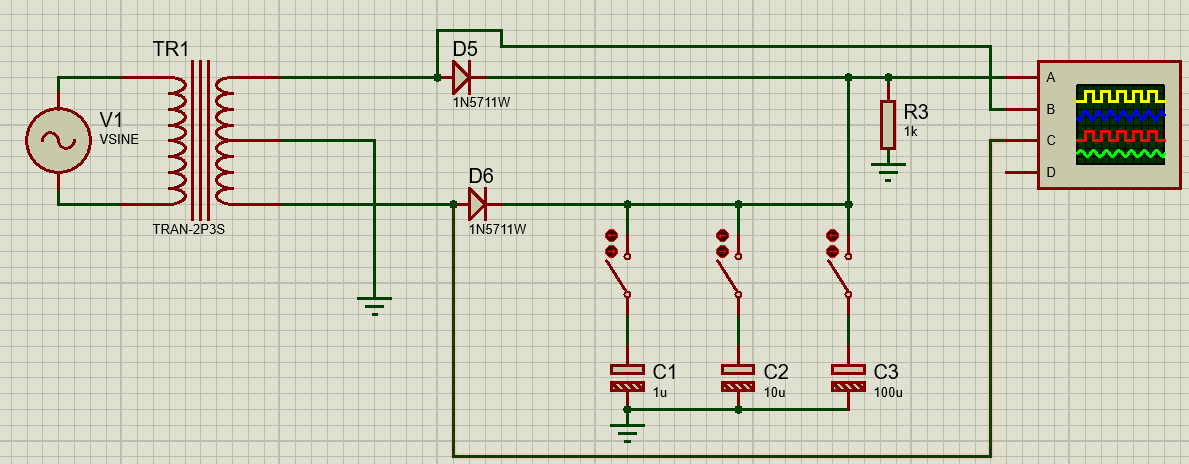 TR1
V1
VSINE
TRAN-2P3S
D5
1N5711W
D6
1N5711W
R3
1k
A
B
C
D
C1
1u
C2
10u
C3
100u